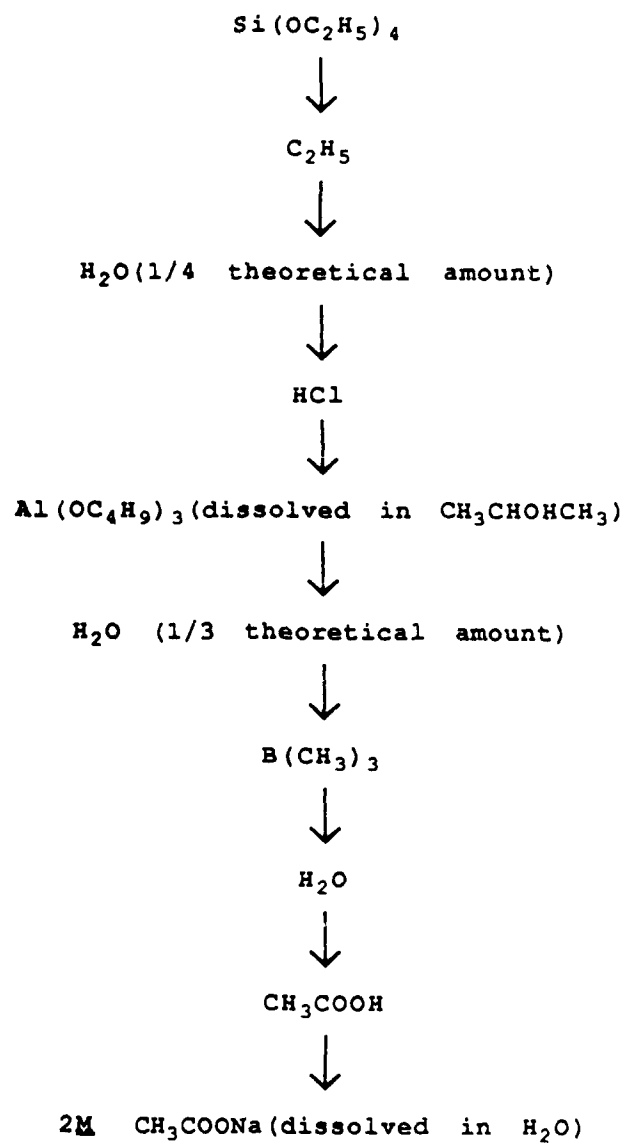 Si(OC₂H₅)₄
C₂H₅
H₂O(1/4 theoretical amount)
HCl
Al(OC₄H₉)₃(dissolved in CH₃CHOHCH₃)
H₂O (1/3 theoretical amount)
B(CH₃)₃
H₂O
CH₃COOH
2M CH₃COONa(dissolved in H₂O)